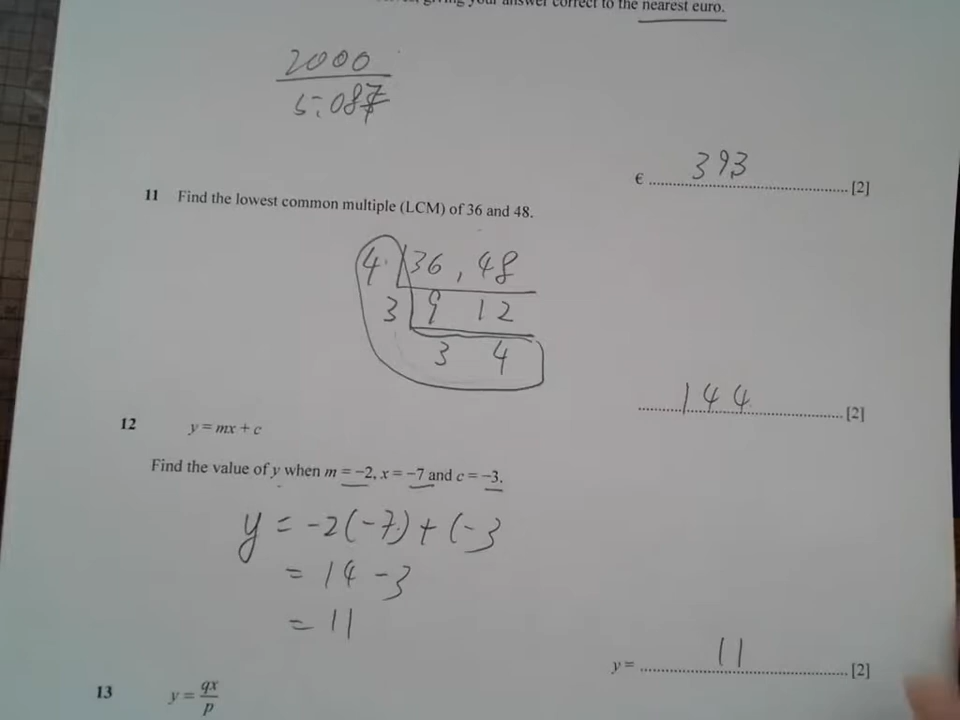 your answer correct to the nearest euro.
2000
5.087
€ 393 [2]
11 Find the lowest common multiple (LCM) of 36 and 48.
4 36, 48
3 9 12
3 4
144 [2]
12 y = mx + c
Find the value of y when m = −2, x = −7 and c = −3.
y = -2(-7) + (-3
= 14 - 3
= 11
y = 11 [2]
13 y = qx/p